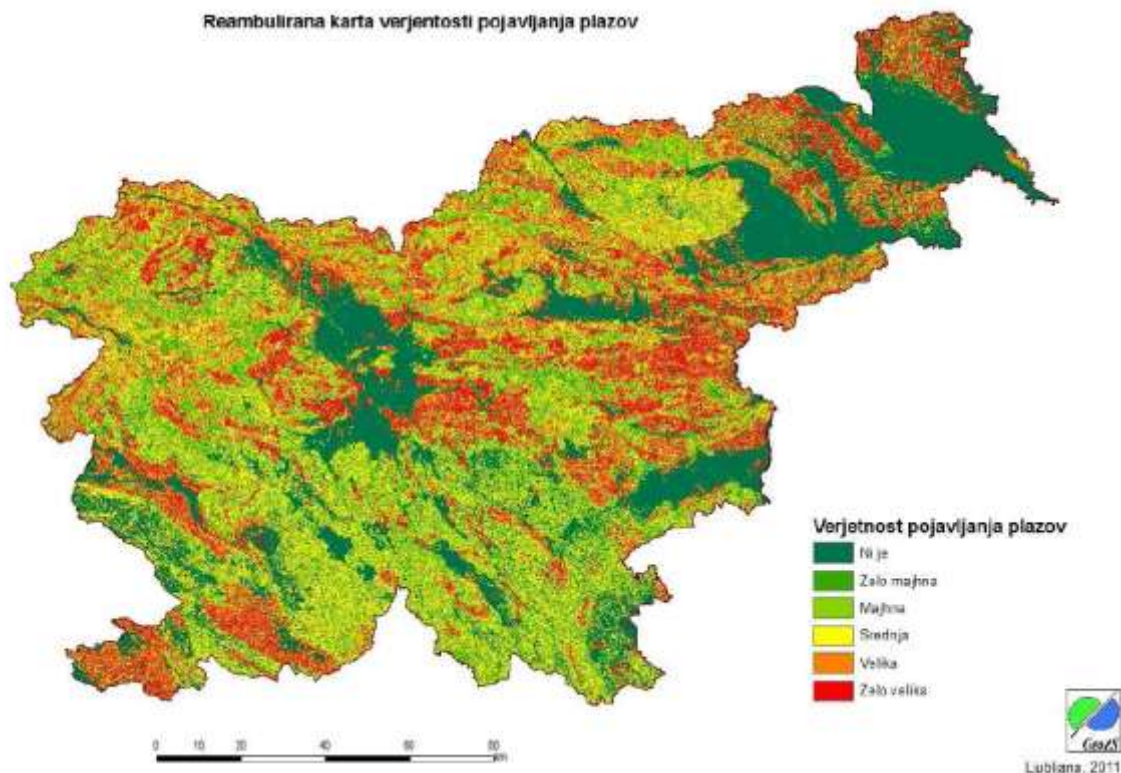 Reambulirana karta verjentosti pojavljanja plazov
Verjetnost pojavljanja plazov
Ni je
Zelo majhna
Majhna
Srednja
Velika
Zelo velika
0 10 20 40 60 80
km
GeoZS
Ljubljana, 2011